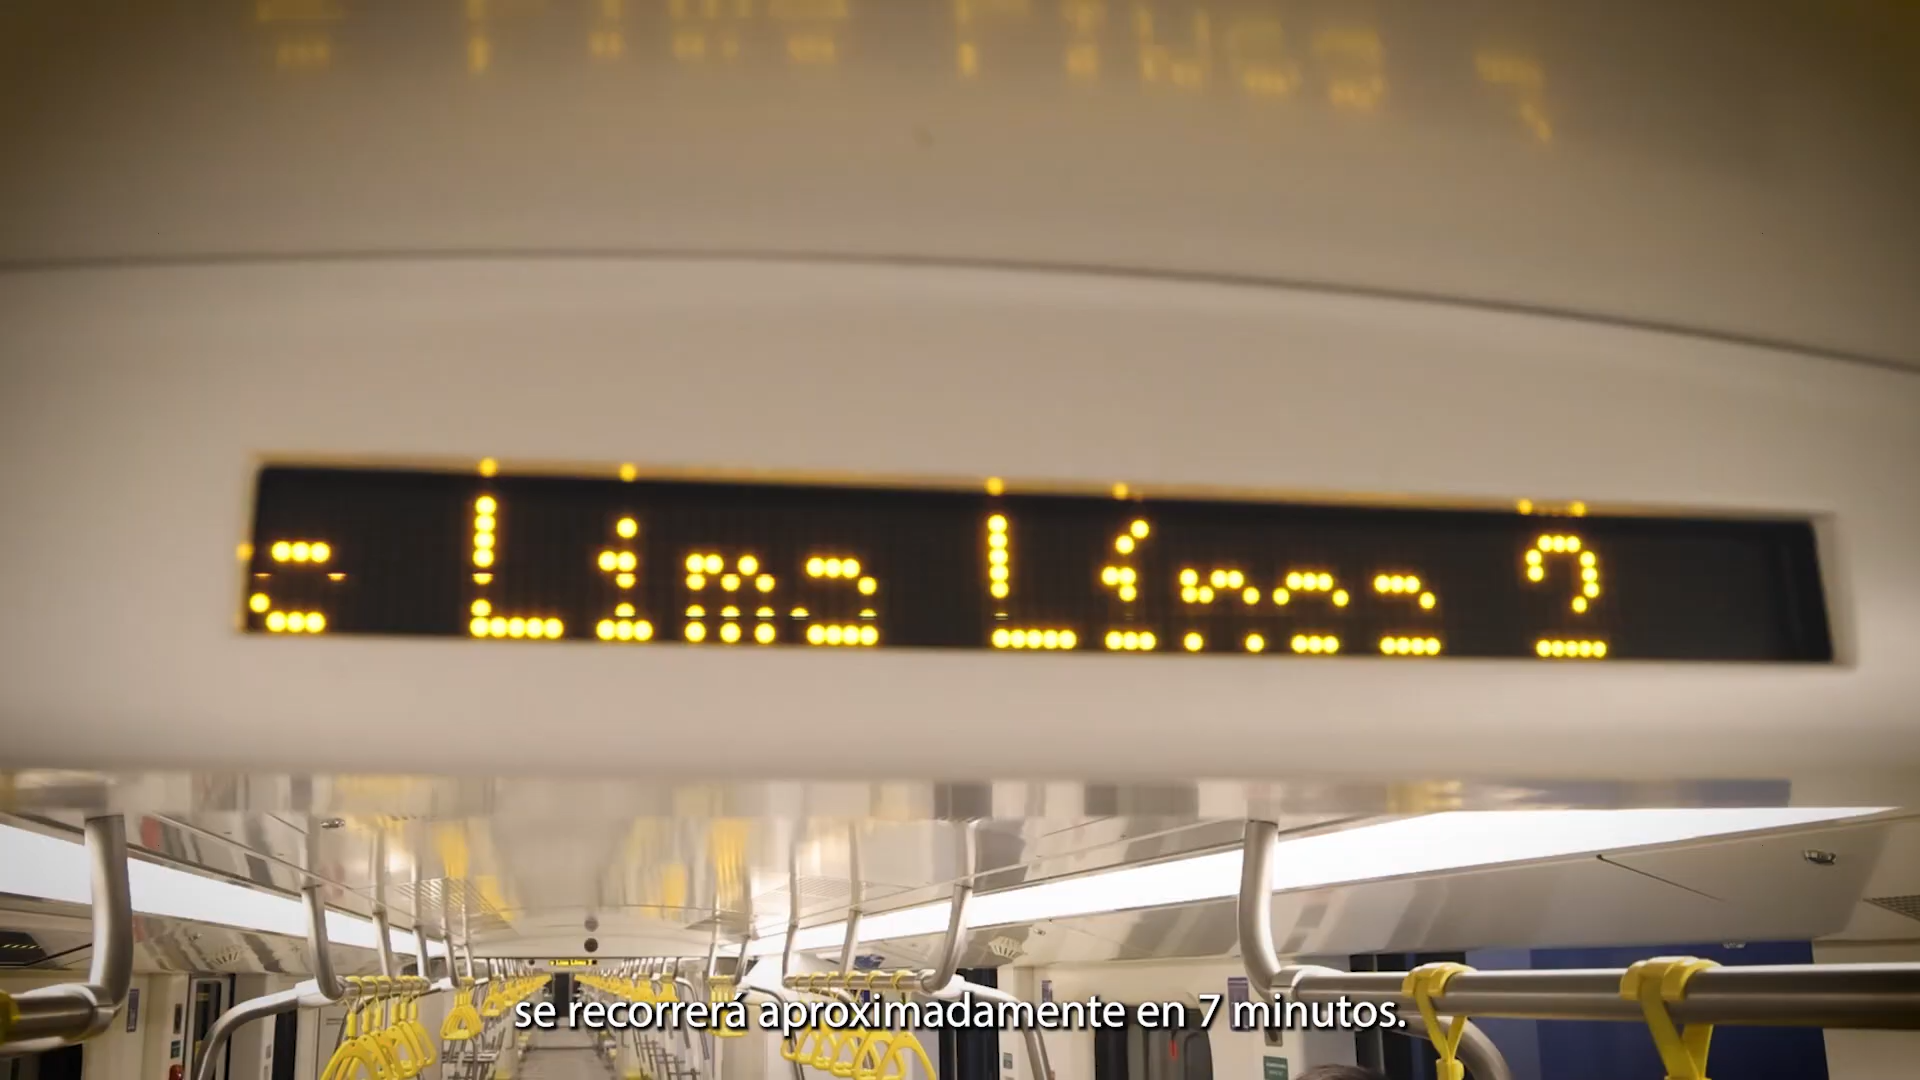 e Lima Línea 2
se recorrerá aproximadamente en 7 minutos.